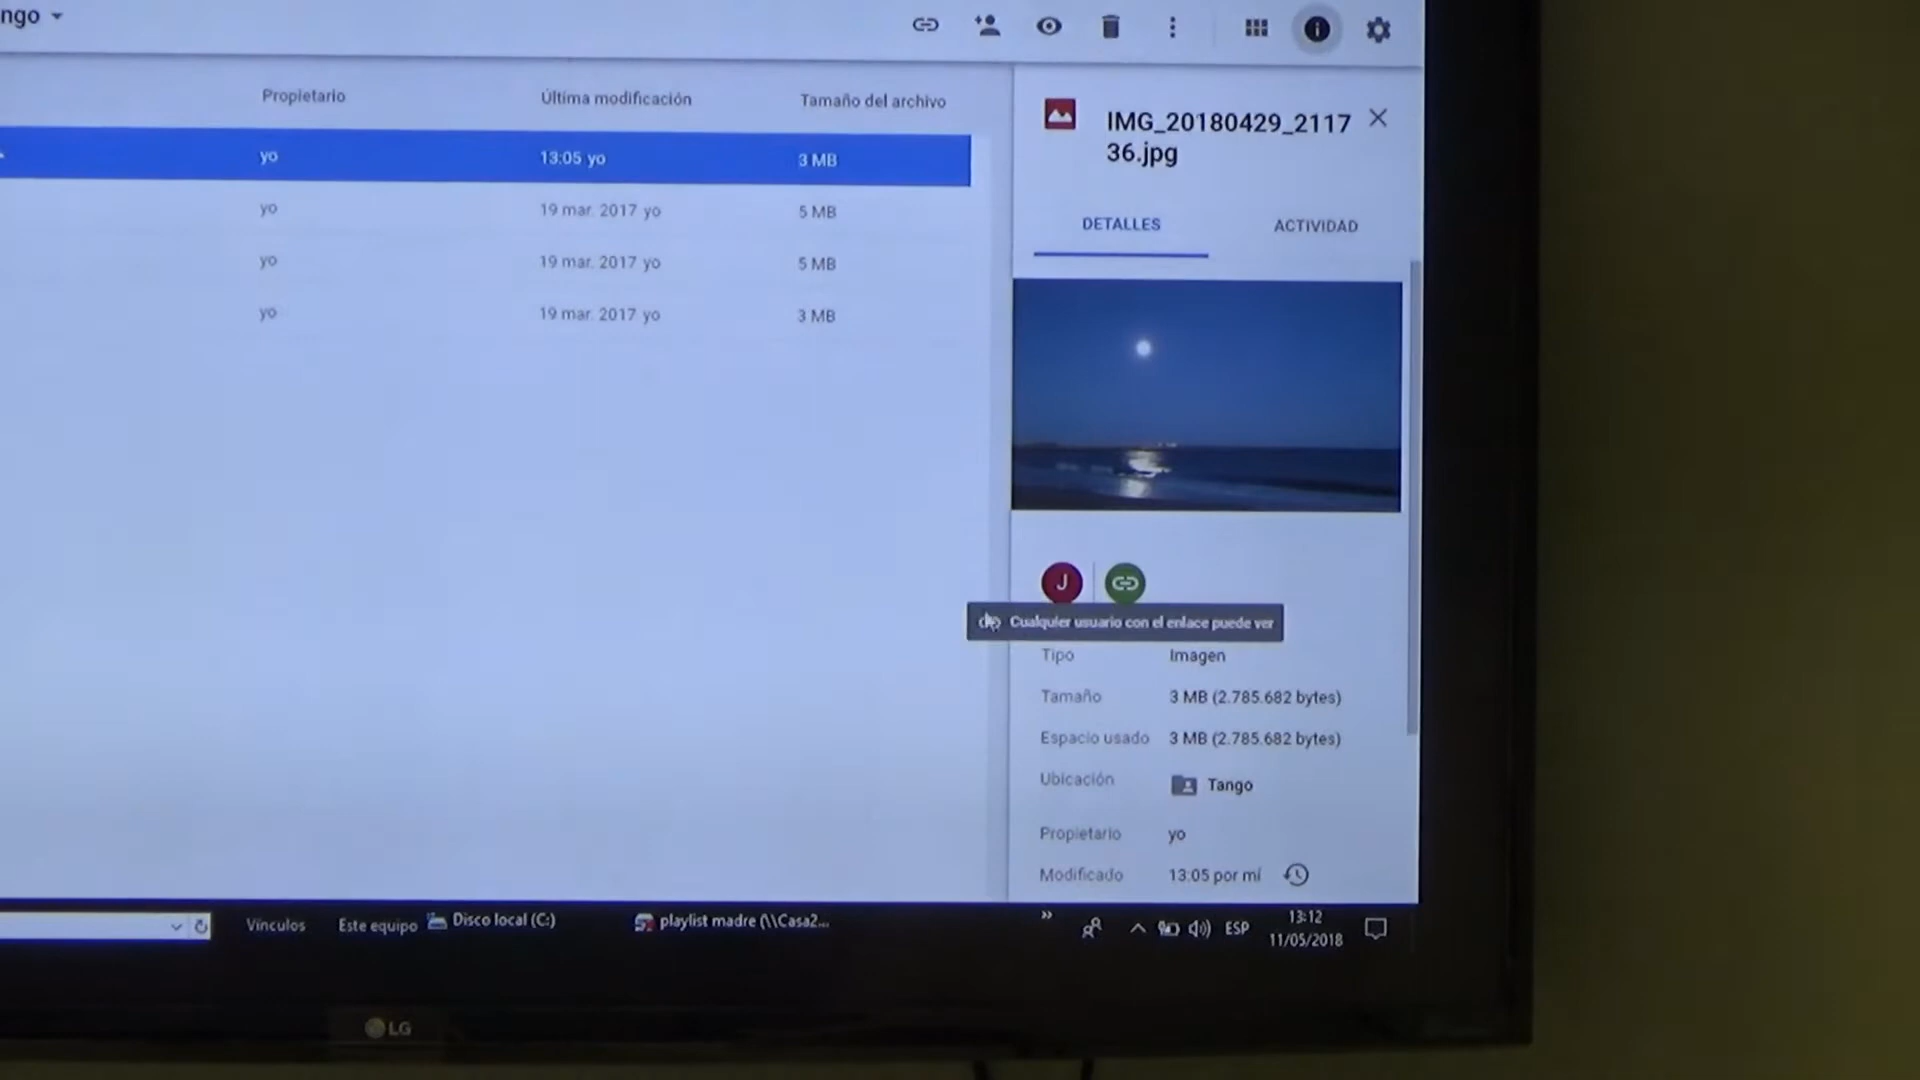 ngo
Propietario Última modificación Tamaño del archivo
yo 13:05 yo 3 MB
yo 19 mar. 2017 yo 5 MB
yo 19 mar. 2017 yo 5 MB
yo 19 mar. 2017 yo 3 MB
IMG_20180429_2117
36.jpg
DETALLES ACTIVIDAD
J
Cualquier usuario con el enlace puede ver
Tipo Imagen
Tamaño 3 MB (2.785.682 bytes)
Espacio usado 3 MB (2.785.682 bytes)
Ubicación Tango
Propietario yo
Modificado 13:05 por mí
Vínculos Este equipo Disco local (C:) playlist madre (\\Casa2... » ESP 13:12
11/05/2018
LG